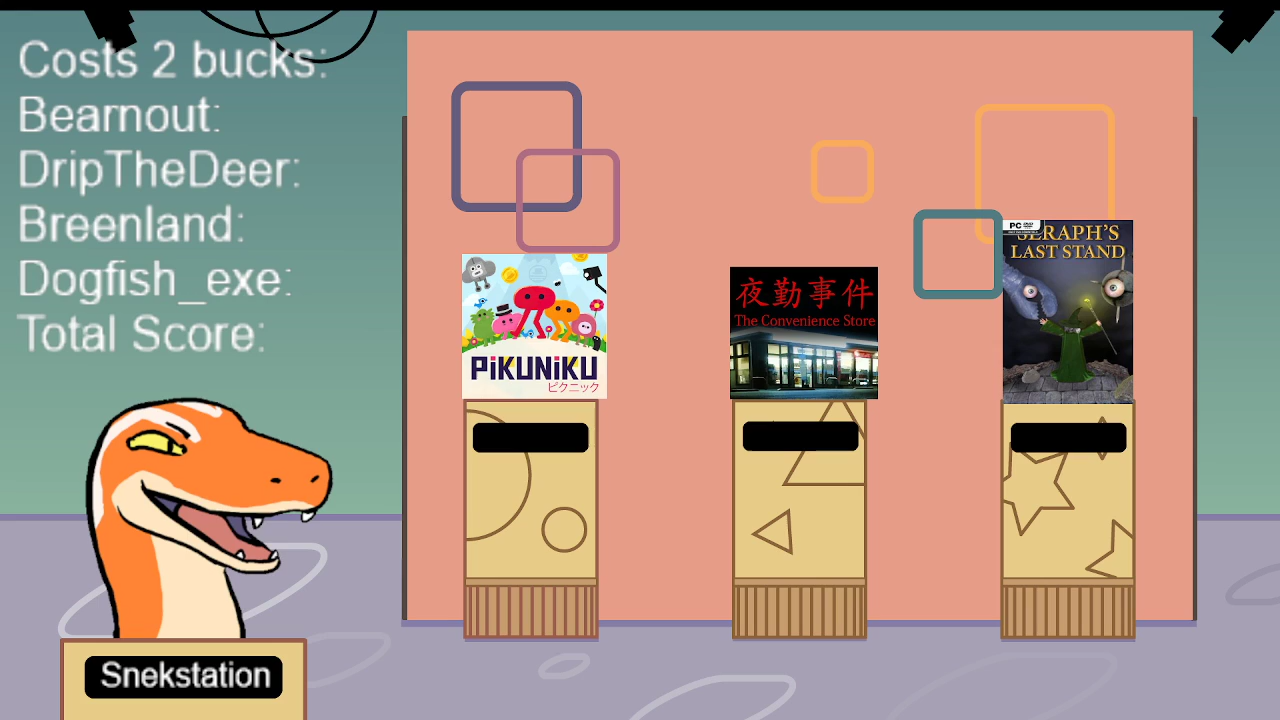 Costs 2 bucks:
Bearnout:
DripTheDeer:
Breenland:
Dogfish_exe:
Total Score:
PiKUNiKU
ピクニック
夜勤事件
The Convenience Store
PC DVD
SERAPH'S
LAST STAND
Snekstation